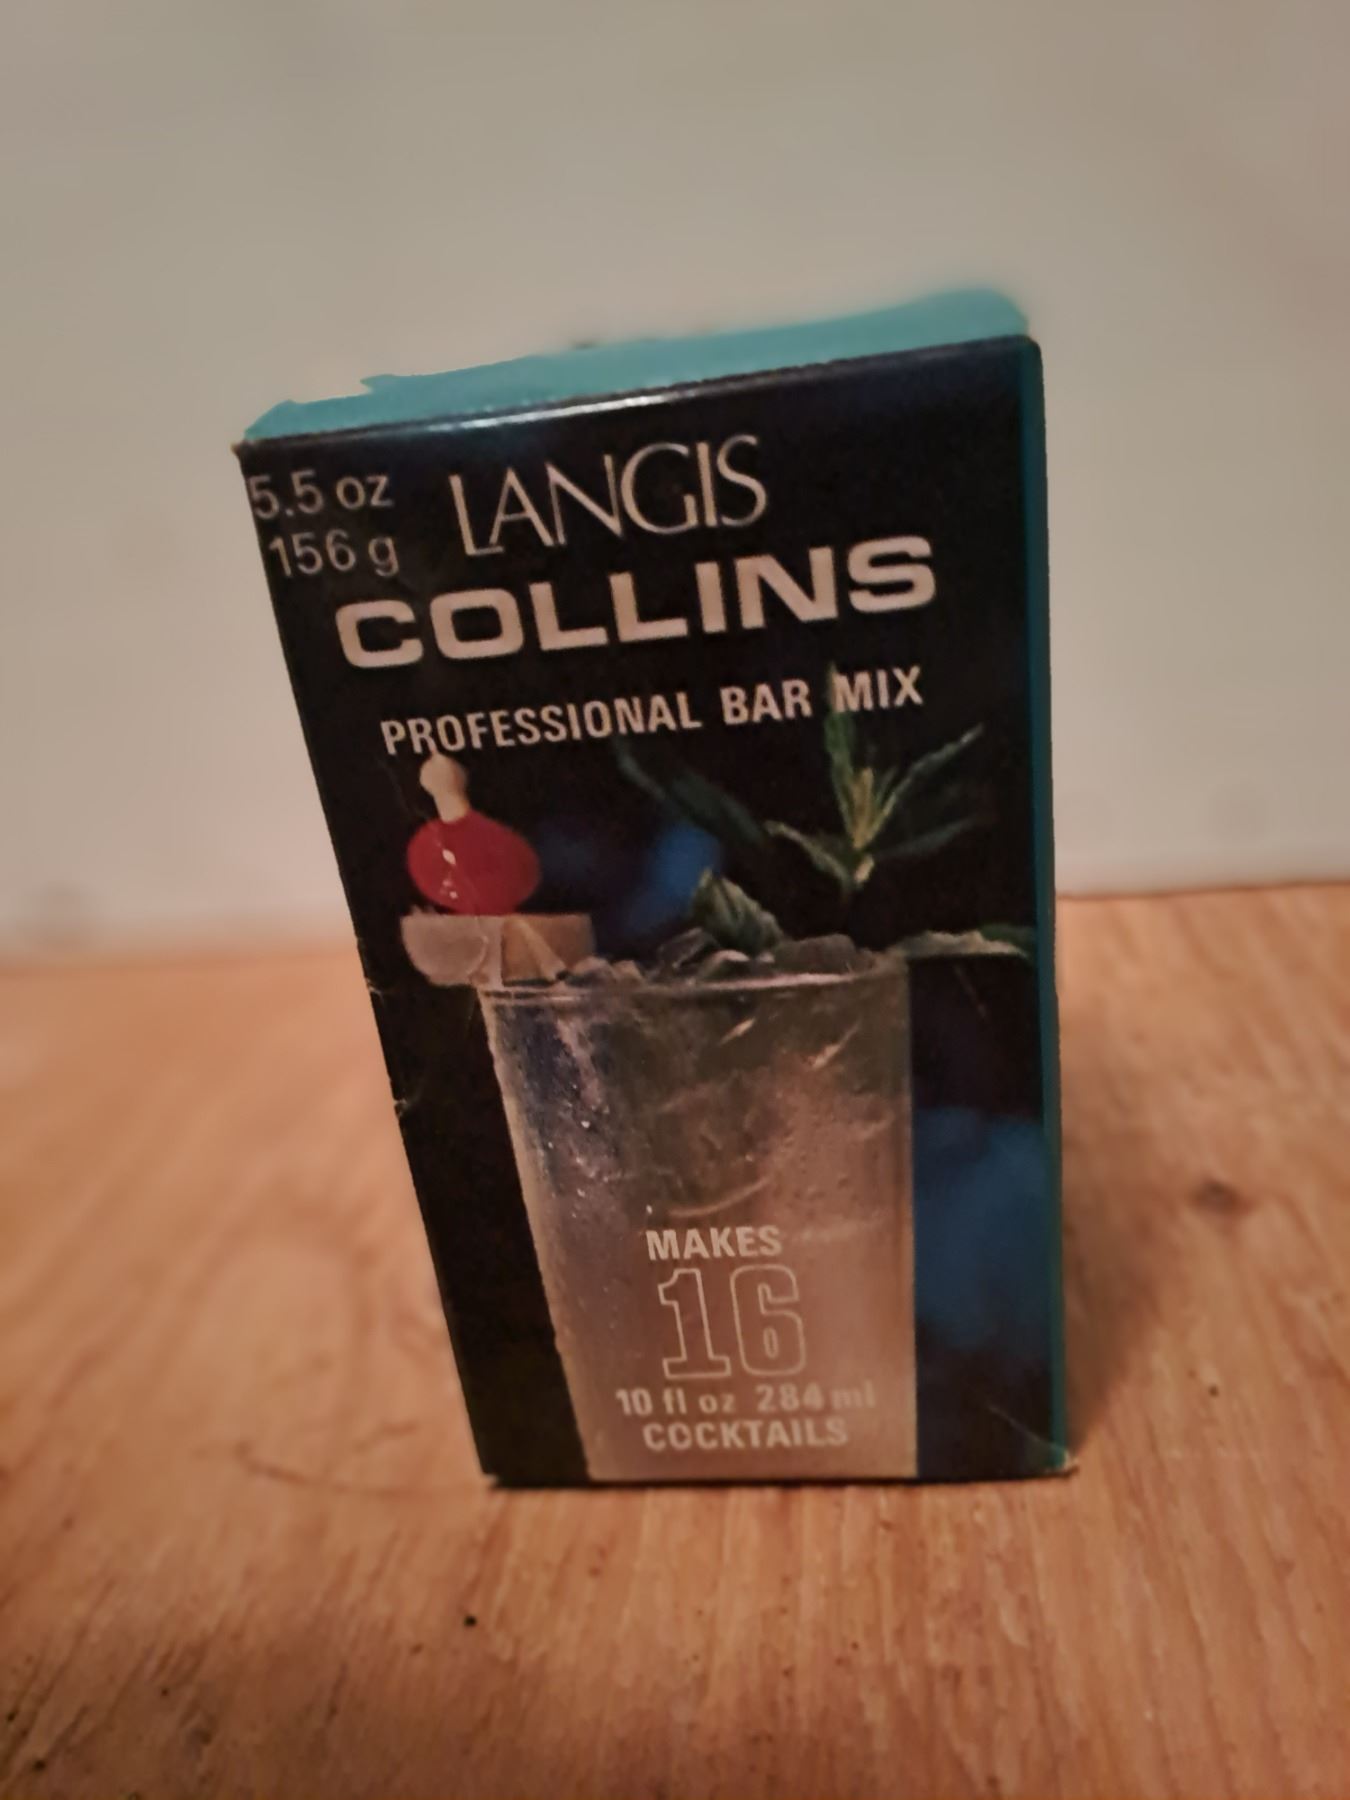 5.5 oz
156 g
LANGIS
COLLINS
PROFESSIONAL BAR MIX
MAKES
16
10 fl oz 284 ml
COCKTAILS